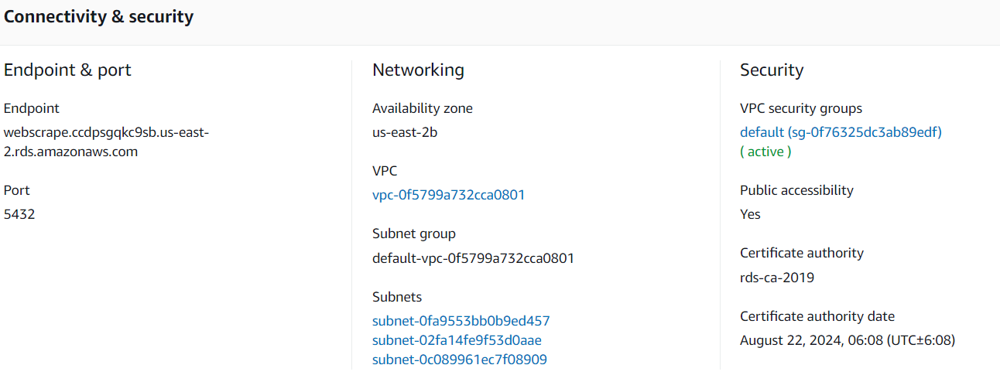 Connectivity & security
Endpoint & port
Endpoint
webscrape.ccdpsgqkc9sb.us-east-
2.rds.amazonaws.com
Port
5432
Networking
Availability zone
us-east-2b
VPC
vpc-0f5799a732cca0801
Subnet group
default-vpc-0f5799a732cca0801
Subnets
subnet-0fa9553bb0b9ed457
subnet-02fa14fe9f53d0aae
subnet-0c089961ec7f08909
Security
VPC security groups
default (sg-0f76325dc3ab89edf)
( active )
Public accessibility
Yes
Certificate authority
rds-ca-2019
Certificate authority date
August 22, 2024, 06:08 (UTC±6:08)